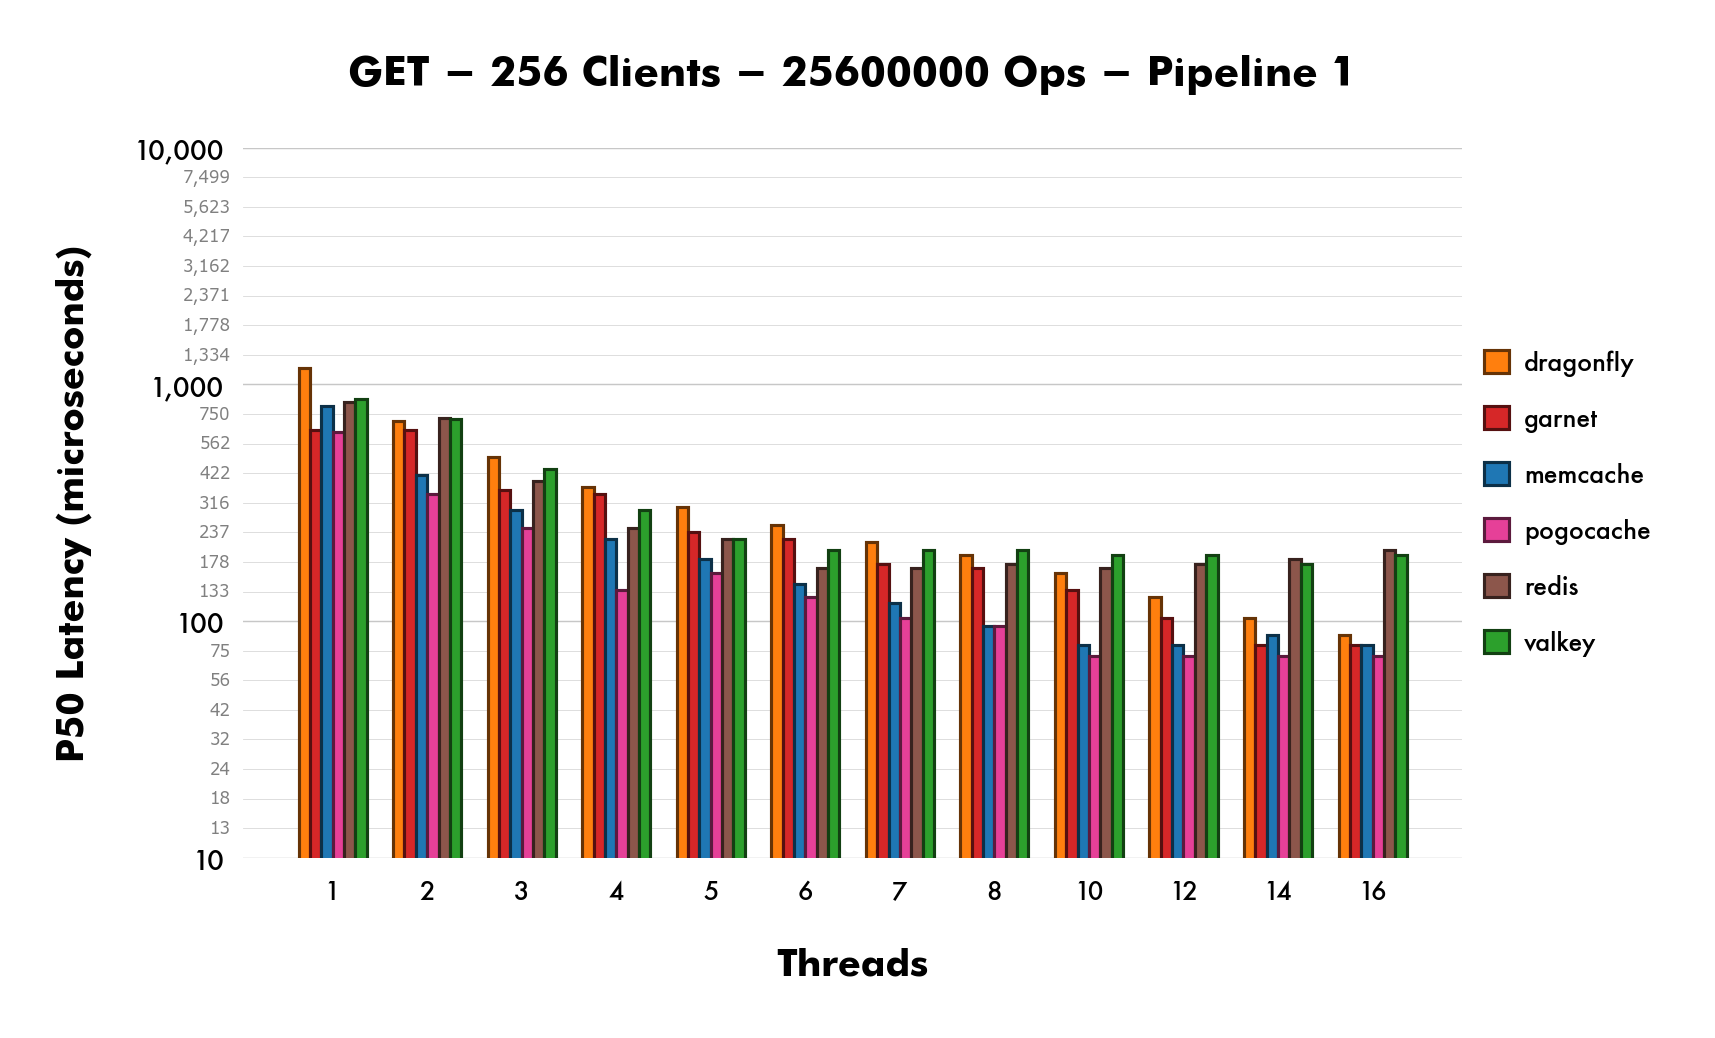 GET – 256 Clients – 25600000 Ops – Pipeline 1
P50 Latency (microseconds)
10,000
7,499
5,623
4,217
3,162
2,371
1,778
1,334
1,000
750
562
422
316
237
178
133
100
75
56
42
32
24
18
13
10
1 2 3 4 5 6 7 8 10 12 14 16
Threads
dragonfly
garnet
memcache
pogocache
redis
valkey